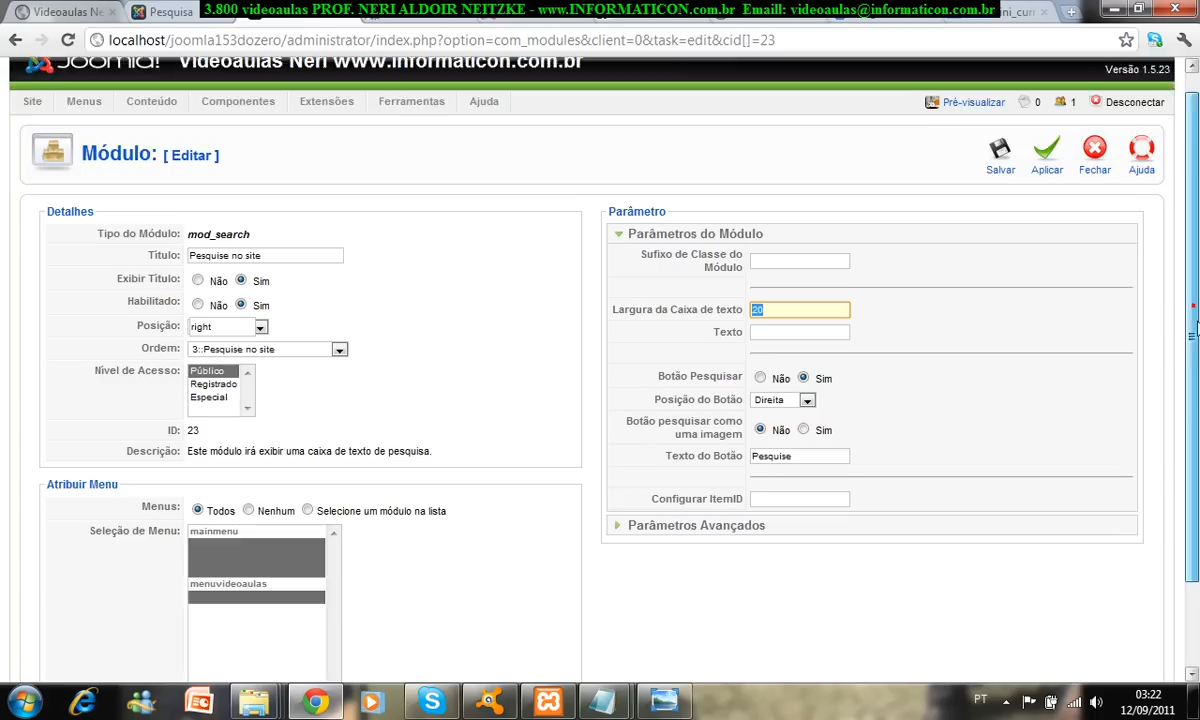 Videoaulas Ne
Pesquisa
3.800 videoaulas PROF. NERI ALDOIR NEITZKE - www.INFORMATICON.com.br Emaill: videoaulas@informaticon.com.br
localhost/joomla153dozero/administrator/index.php?option=com_modules&client=0&task=edit&cid[]=23
Joomla! Videoaulas Neri www.informaticon.com.br
Versão 1.5.23
Site Menus Conteúdo Componentes Extensões Ferramentas Ajuda
Pré-visualizar 0 1 Desconectar
Módulo: [ Editar ]
Salvar Aplicar Fechar Ajuda
Detalhes
Tipo do Módulo: mod_search
Título: Pesquise no site
Exibir Título: Não Sim
Habilitado: Não Sim
Posição: right
Ordem: 3::Pesquise no site
Nível de Acesso: Público
Registrado
Especial
ID: 23
Descrição: Este módulo irá exibir uma caixa de texto de pesquisa.
Atribuir Menu
Menus: Todos Nenhum Selecione um módulo na lista
Seleção de Menu: mainmenu
menuvideoaulas
Parâmetro
Parâmetros do Módulo
Sufixo de Classe do
Módulo
Largura da Caixa de texto 20
Texto
Botão Pesquisar Não Sim
Posição do Botão Direita
Botão pesquisar como
uma imagem Não Sim
Texto do Botão Pesquise
Configurar ItemID
Parâmetros Avançados
PT
03:22
12/09/2011